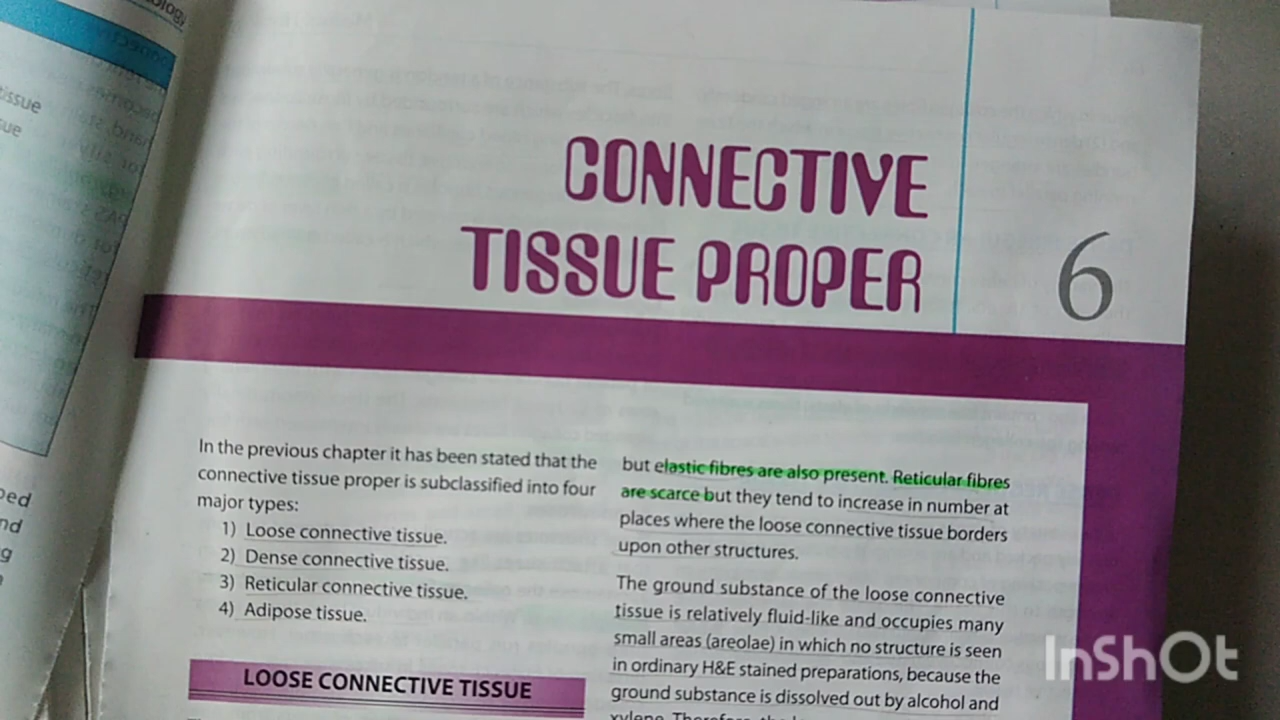 tissue
CONNECTIVE
TISSUE PROPER
6
In the previous chapter it has been stated that the
connective tissue proper is subclassified into four
major types:
1) Loose connective tissue.
2) Dense connective tissue.
3) Reticular connective tissue.
4) Adipose tissue.
LOOSE CONNECTIVE TISSUE
but elastic fibres are also present. Reticular fibres
are scarce but they tend to increase in number at
places where the loose connective tissue borders
upon other structures.
The ground substance of the loose connective
tissue is relatively fluid-like and occupies many
small areas (areolae) in which no structure is seen
in ordinary H&E stained preparations, because the
ground substance is dissolved out by alcohol and
xylene. Therefore, the
InShOt